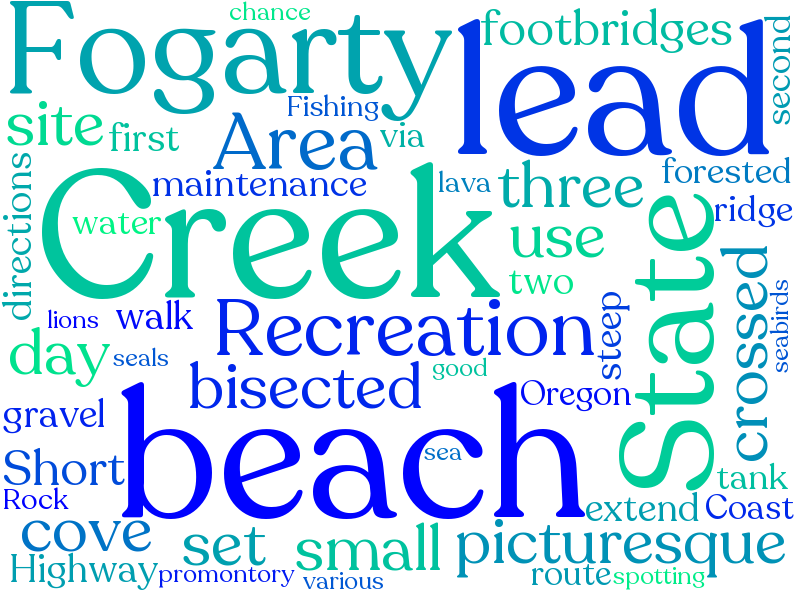 chance
Fogarty
lead
footbridges
second
Fishing
site
first
Area
via
directions
maintenance
lava
three
forested
Creek
water
State
ridge
use
two
crossed
seabirds
lions
walk
Recreation
steep
day
seals
good
bisected
Oregon
gravel
beach
Short
sea
tank
Rock
extend
Coast
cove
set
small
picturesque
Highway
promontory
various
route
spotting